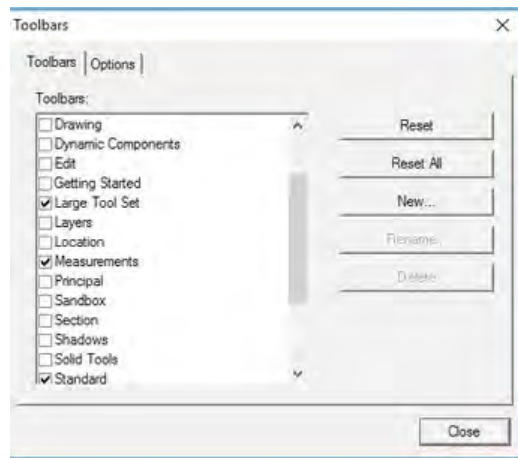 Toolbars
Toolbars
Options
Toolbars:
Drawing
Dynamic Components
Edit
Getting Started
Large Tool Set
Layers
Location
Measurements
Principal
Sandbox
Section
Shadows
Solid Tools
Standard
Reset
Reset All
New...
Rename...
Delete
Close